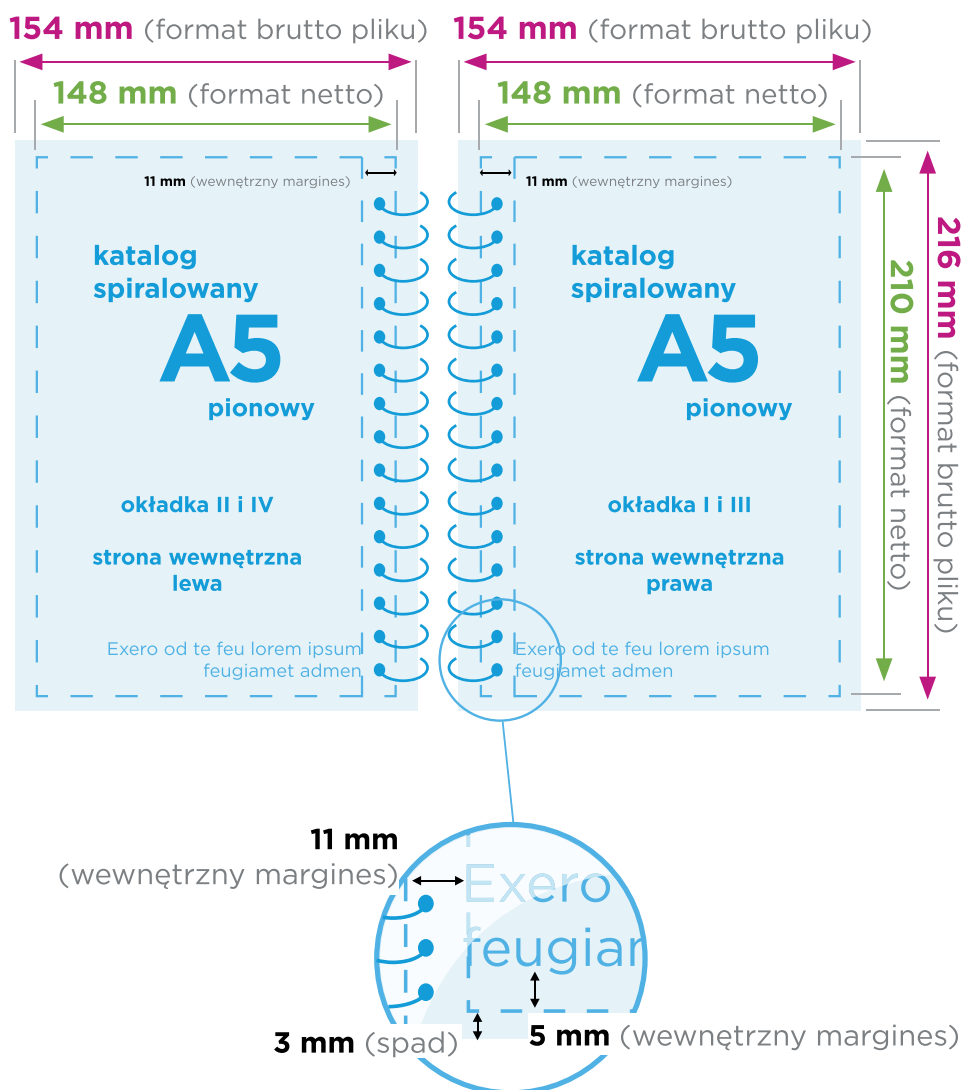 154 mm (format brutto pliku)
154 mm (format brutto pliku)
148 mm (format netto)
148 mm (format netto)
11 mm (wewnętrzny margines)
11 mm (wewnętrzny margines)
katalog
spiralowany
A5
pionowy
okładka II i IV
strona wewnętrzna
lewa
Exero od te feu lorem ipsum
feugiamet admen
katalog
spiralowany
A5
pionowy
okładka I i III
strona wewnętrzna
prawa
Exero od te feu lorem ipsum
feugiamet admen
210 mm (format nettto)
216 mm (format brutto pliku)
11 mm
(wewnętrzny margines)
Exero
feugiar
3 mm (spad)
5 mm (wewnętrzny margines)